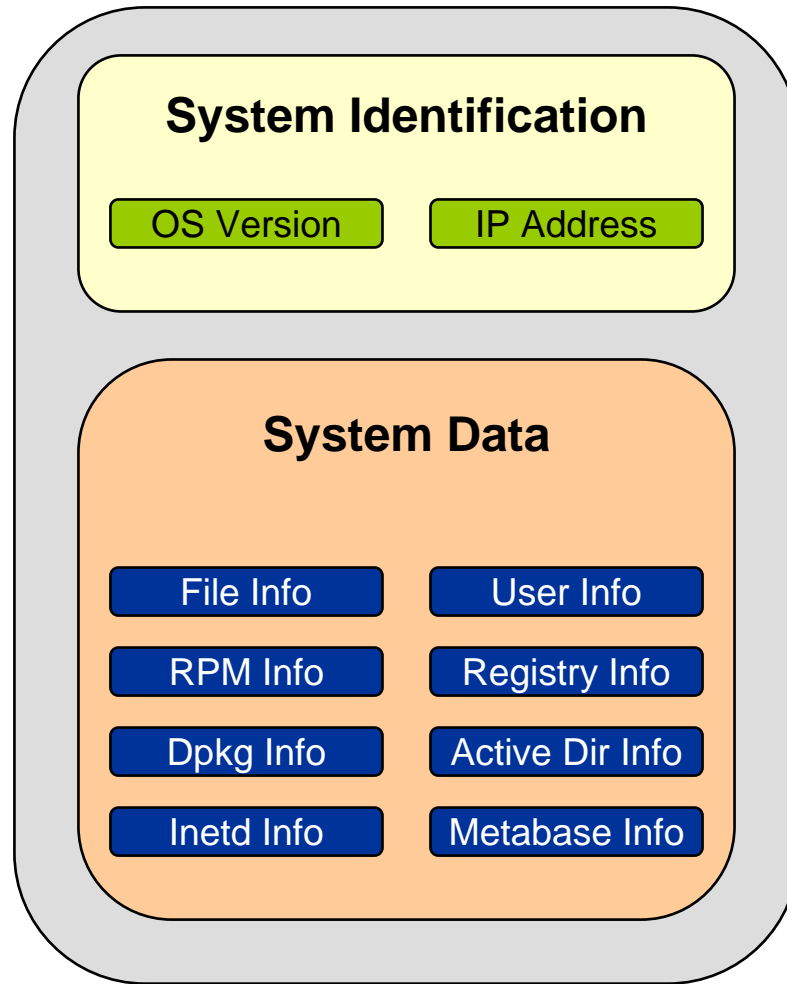 System Identification
OS Version
IP Address
System Data
File Info
User Info
RPM Info
Registry Info
Dpkg Info
Active Dir Info
Inetd Info
Metabase Info